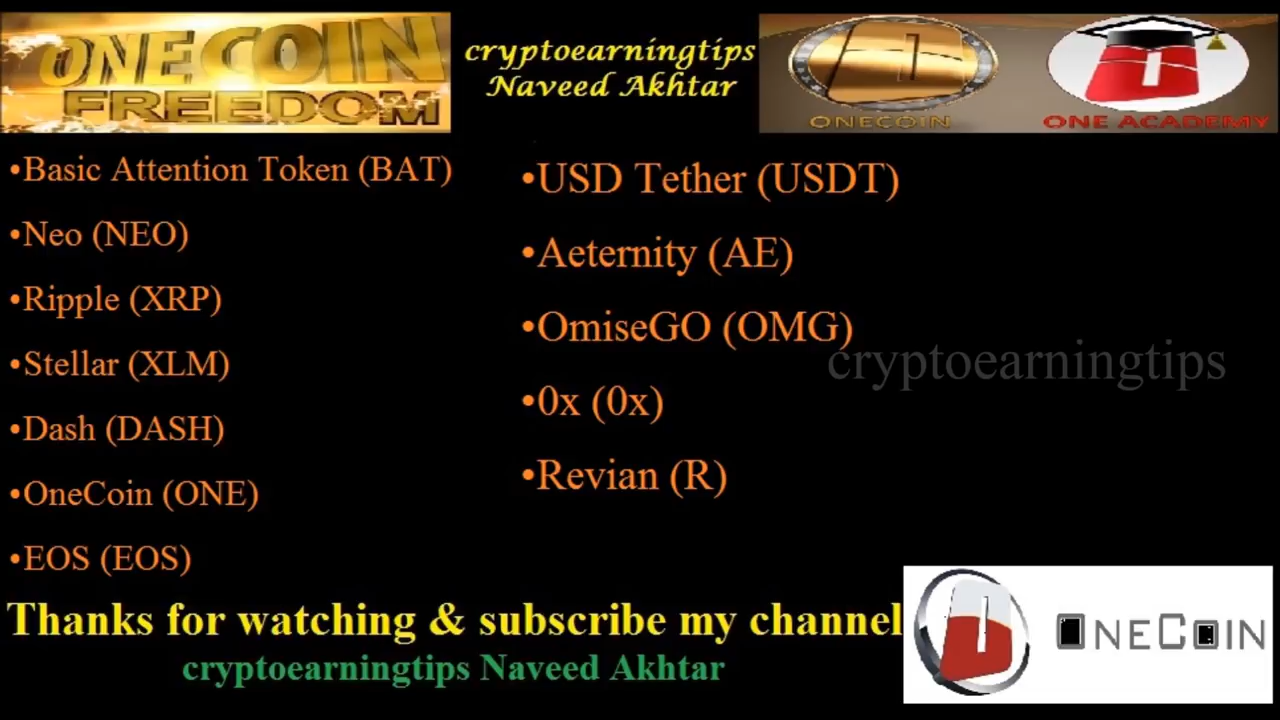 ONECOIN
FREEDOM
cryptoearningtips
Naveed Akhtar
ONECOIN
ONE ACADEMY
•Basic Attention Token (BAT)
•Neo (NEO)
•Ripple (XRP)
•Stellar (XLM)
•Dash (DASH)
•OneCoin (ONE)
•EOS (EOS)
•USD Tether (USDT)
•Aeternity (AE)
•OmiseGO (OMG)
•0x (0x)
•Revian (R)
cryptoearningtips
Thanks for watching & subscribe my channel
cryptoearningtips Naveed Akhtar
ONECOIN